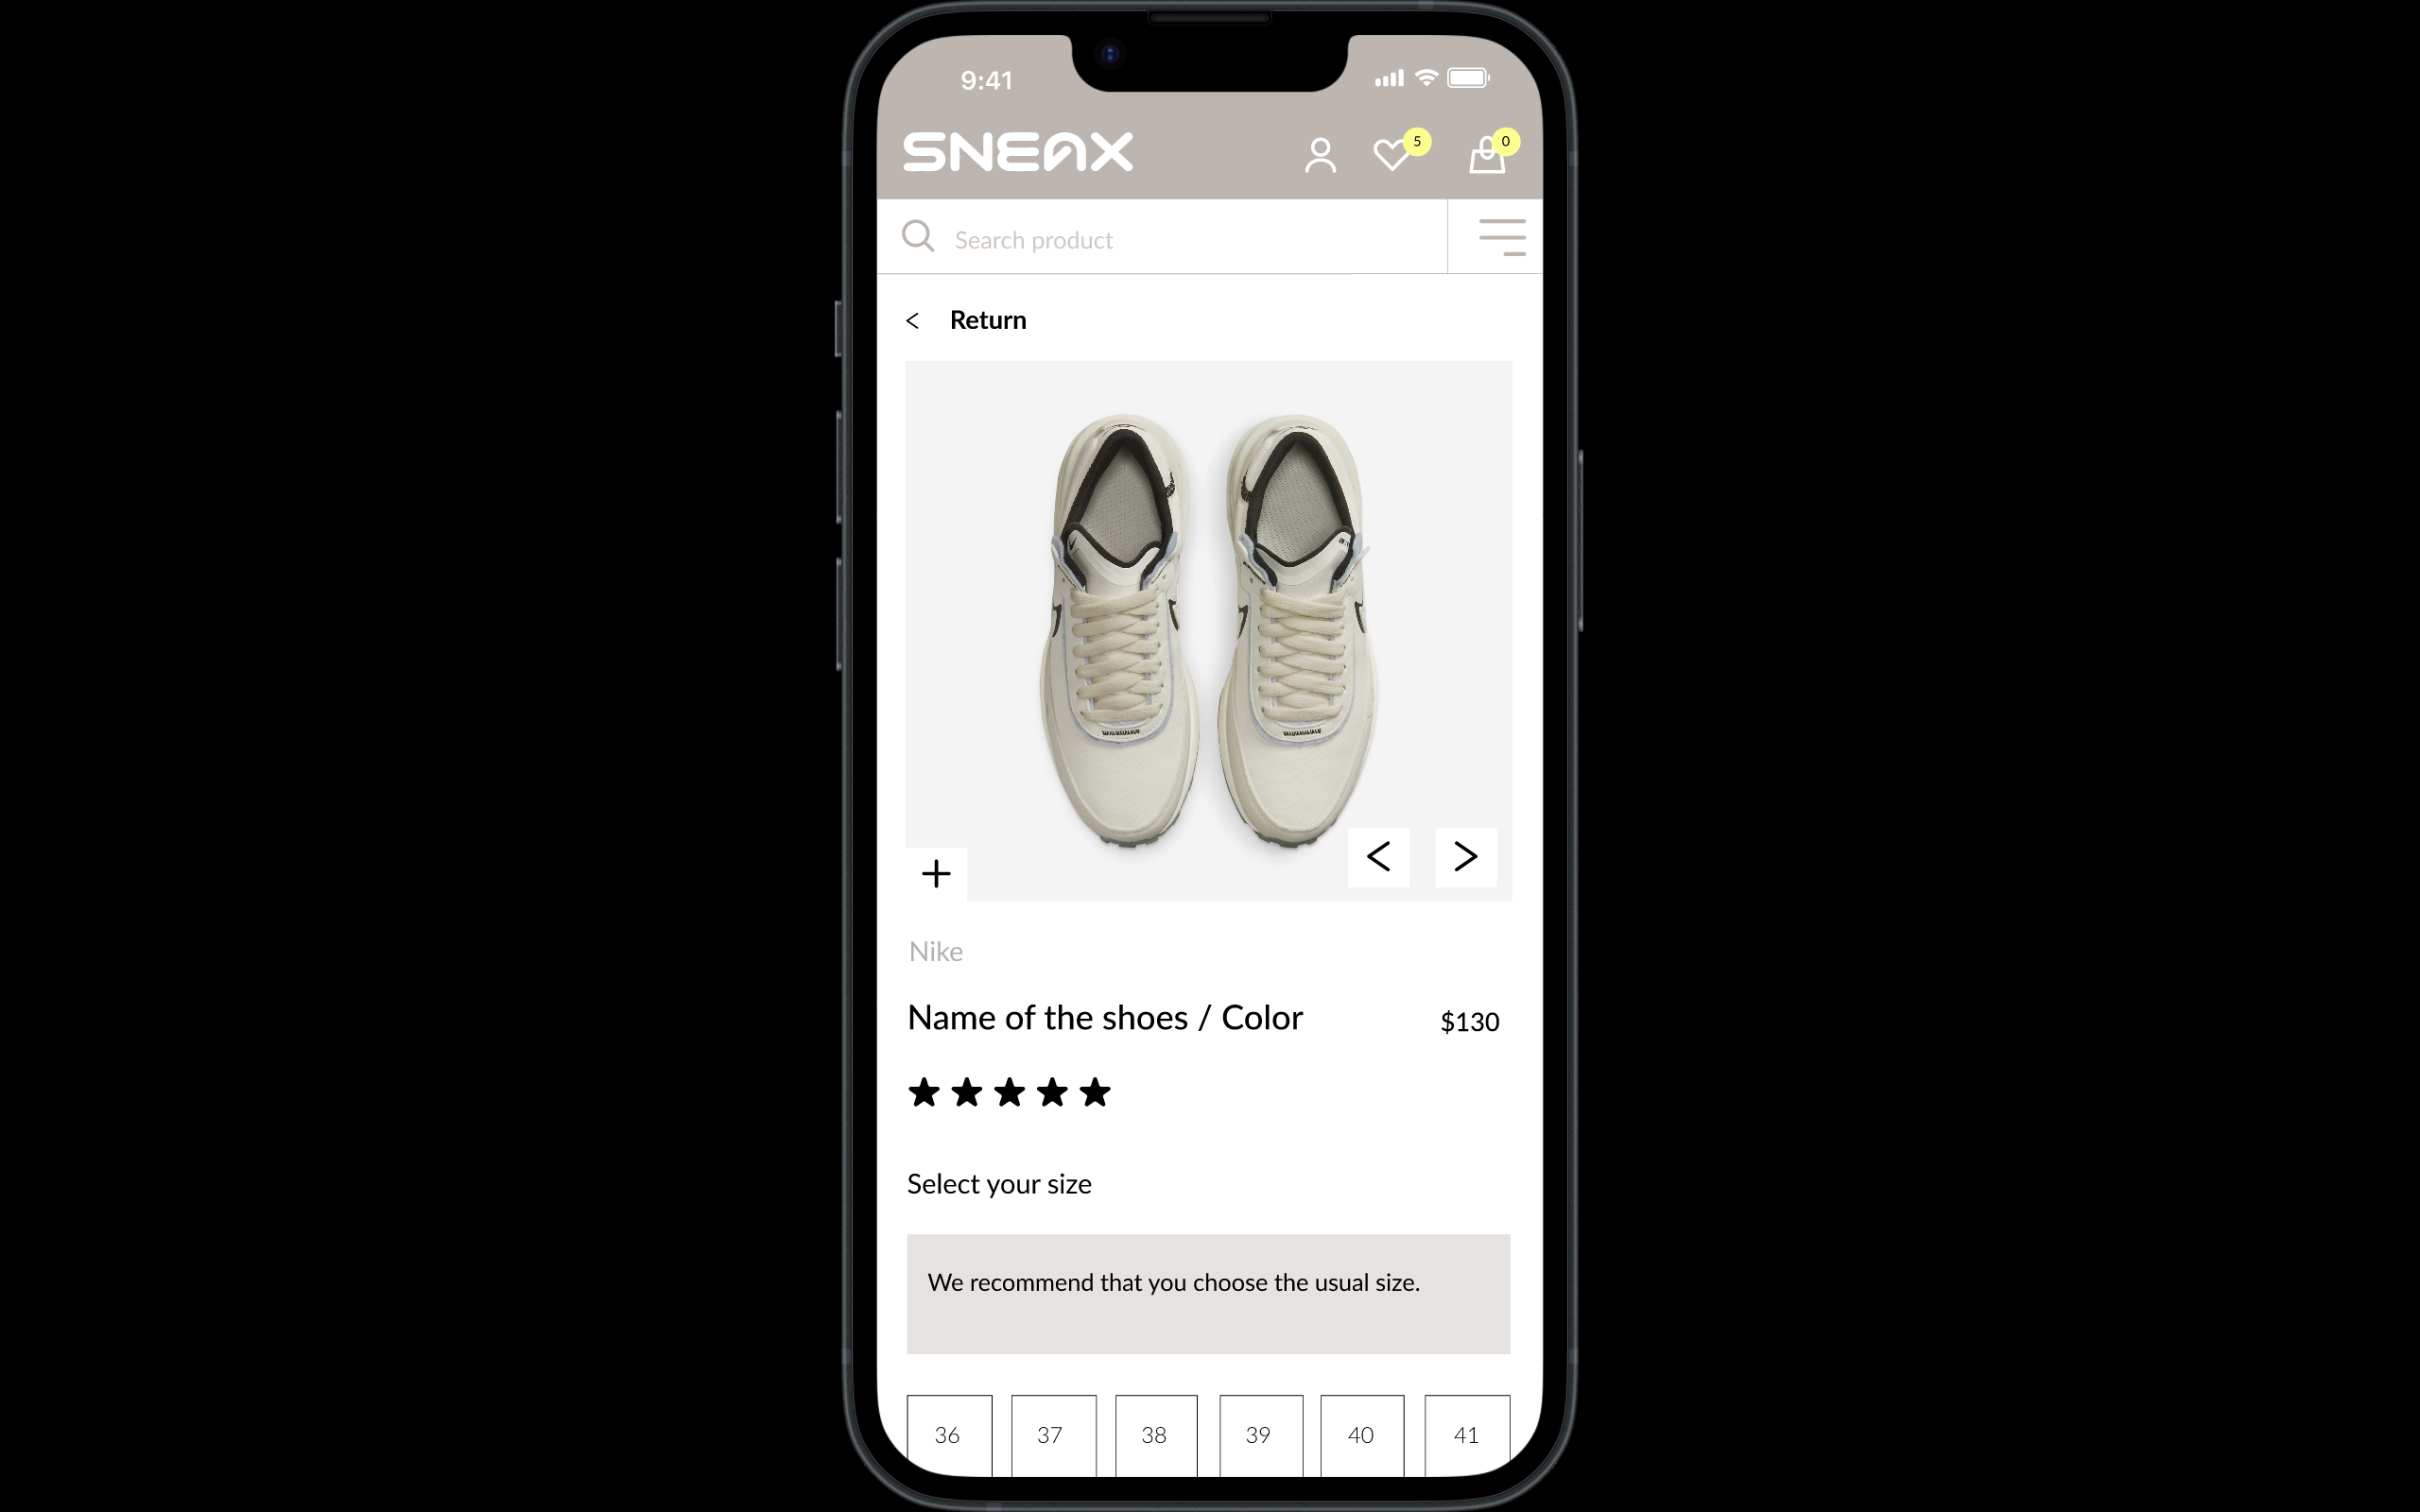 9:41
SNEAX
5
0
Search product
< Return
< >
+
Nike
Name of the shoes / Color
$130
Select your size
We recommend that you choose the usual size.
36 37 38 39 40 41